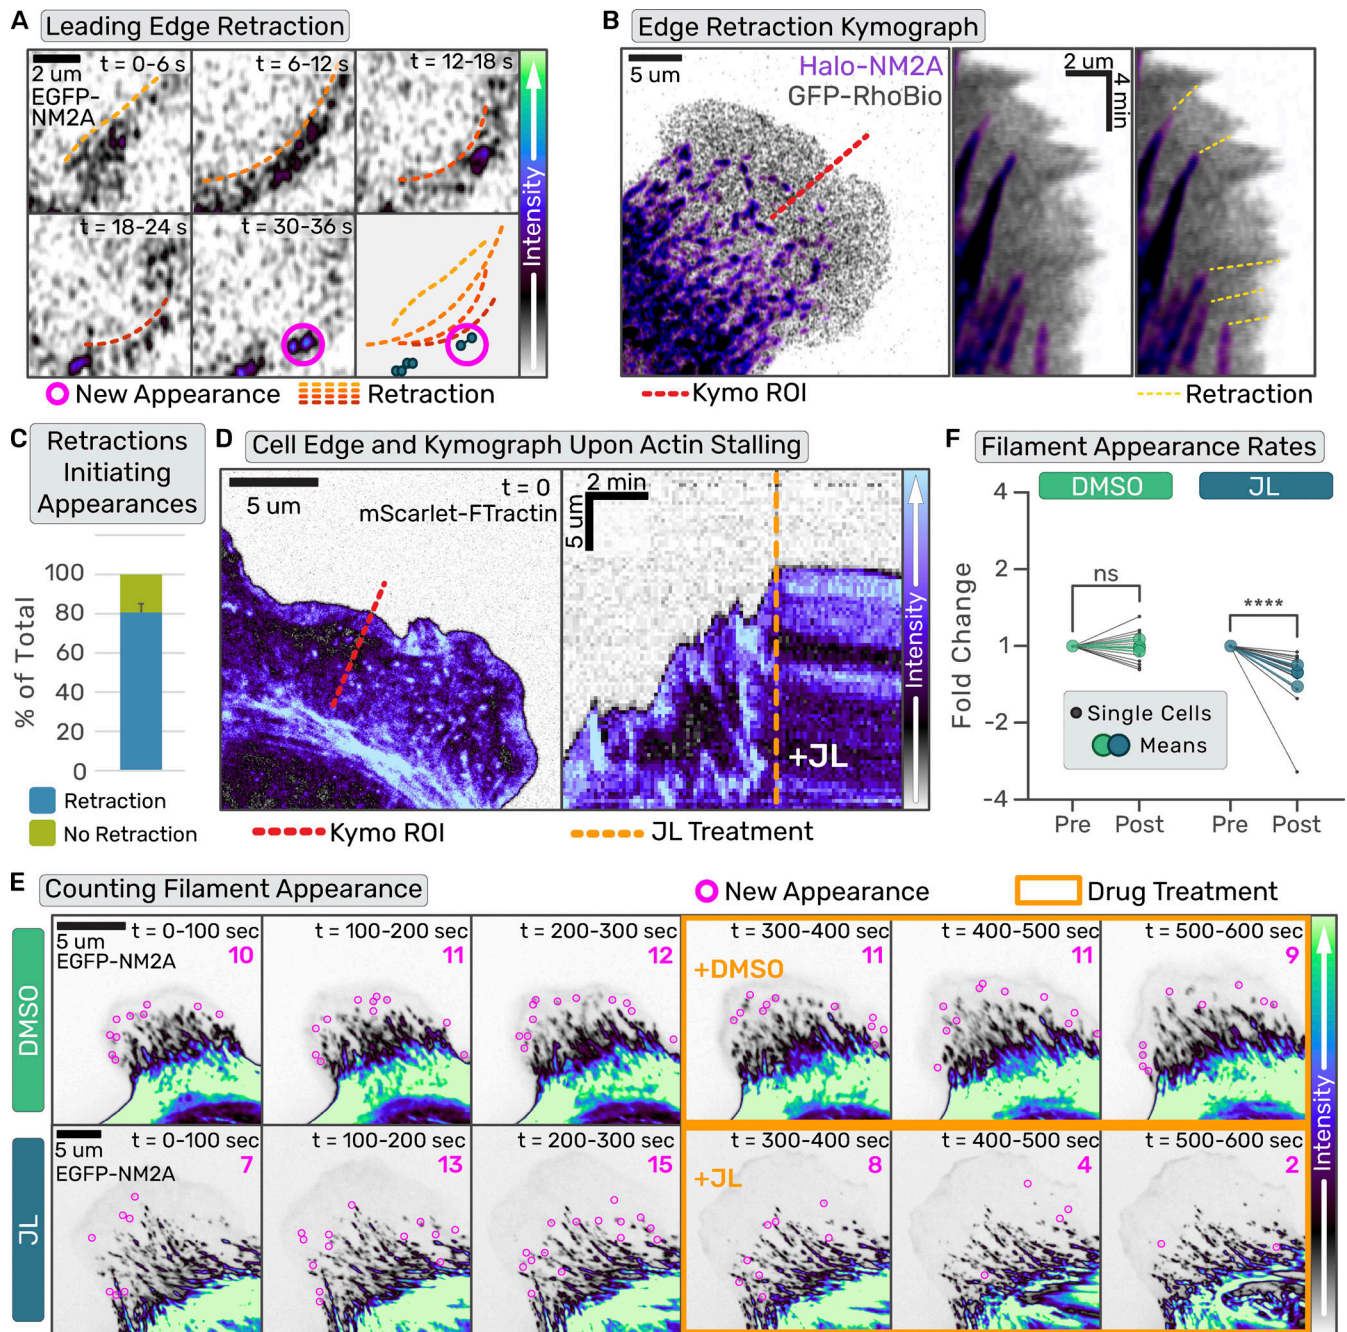 A Leading Edge Retraction
2 um
EGFP-
NM2A
t = 0-6 s
t = 6-12 s
t = 12-18 s
t = 18-24 s
t = 30-36 s
Intensity
New Appearance
Retraction
B Edge Retraction Kymograph
5 um
Halo-NM2A
GFP-RhoBio
2 um
4 min
Kymo ROI
Retraction
C Retractions
Initiating
Appearances
% of Total
100
80
60
40
20
0
Retraction
No Retraction
D Cell Edge and Kymograph Upon Actin Stalling
5 um
t = 0
mScarlet-FTractin
2 min
5 um
+JL
Intensity
Kymo ROI
JL Treatment
F Filament Appearance Rates
DMSO
JL
Fold Change
4
2
1
-2
-4
ns
****
Single Cells
Means
Pre
Post
Pre
Post
E Counting Filament Appearance
New Appearance
Drug Treatment
DMSO
5 um
EGFP-NM2A
t = 0-100 sec
10
t = 100-200 sec
11
t = 200-300 sec
12
t = 300-400 sec
11
+DMSO
t = 400-500 sec
11
t = 500-600 sec
9
JL
5 um
EGFP-NM2A
t = 0-100 sec
7
t = 100-200 sec
13
t = 200-300 sec
15
t = 300-400 sec
8
+JL
t = 400-500 sec
4
t = 500-600 sec
2
Intensity